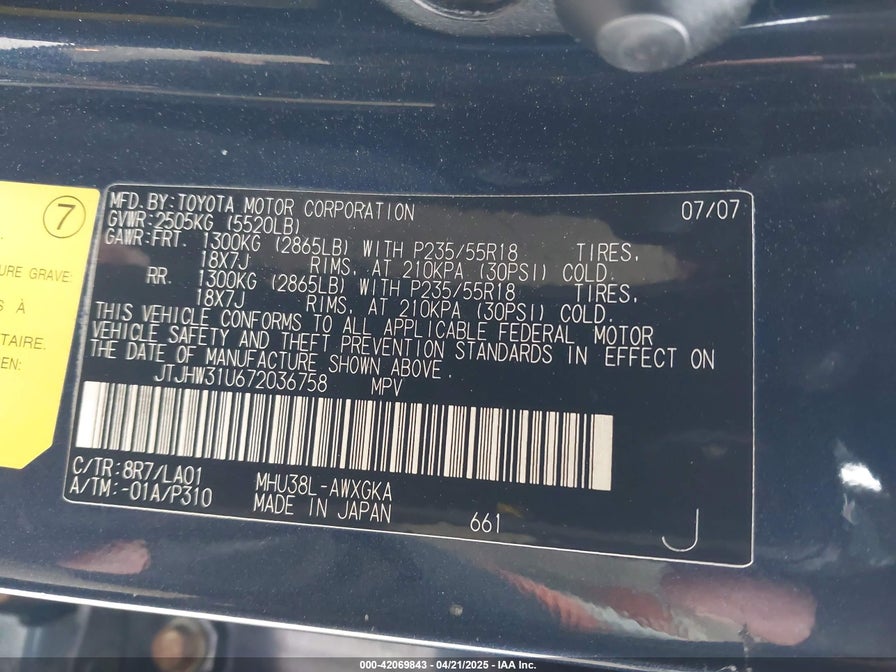 7
URE GRAVE:
S À
TAIRE.
EN:
MFD. BY: TOYOTA MOTOR CORPORATION 07/07
GVWR: 2505KG (5520LB)
GAWR: FRT. 1300KG (2865LB) WITH P235/55R18 TIRES,
18X7J RIMS, AT 210KPA (30PSI) COLD.
RR. 1300KG (2865LB) WITH P235/55R18 TIRES,
18X7J RIMS, AT 210KPA (30PSI) COLD.
THIS VEHICLE CONFORMS TO ALL APPLICABLE FEDERAL MOTOR
VEHICLE SAFETY AND THEFT PREVENTION STANDARDS IN EFFECT ON
THE DATE OF MANUFACTURE SHOWN ABOVE.
JTJHW31U672036758 MPV
C/TR: 8R7/LA01 MHU38L-AWXGKA
A/TM: -01A/P310 MADE IN JAPAN 661
J
000-42069843 - 04/21/2025 - IAA Inc.